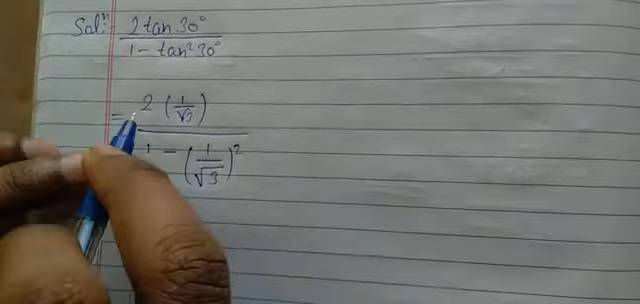 Sol?: 2 tan 30° / 1 - tan² 30°
= 2 (1/√3) / 1 - (1/√3)²